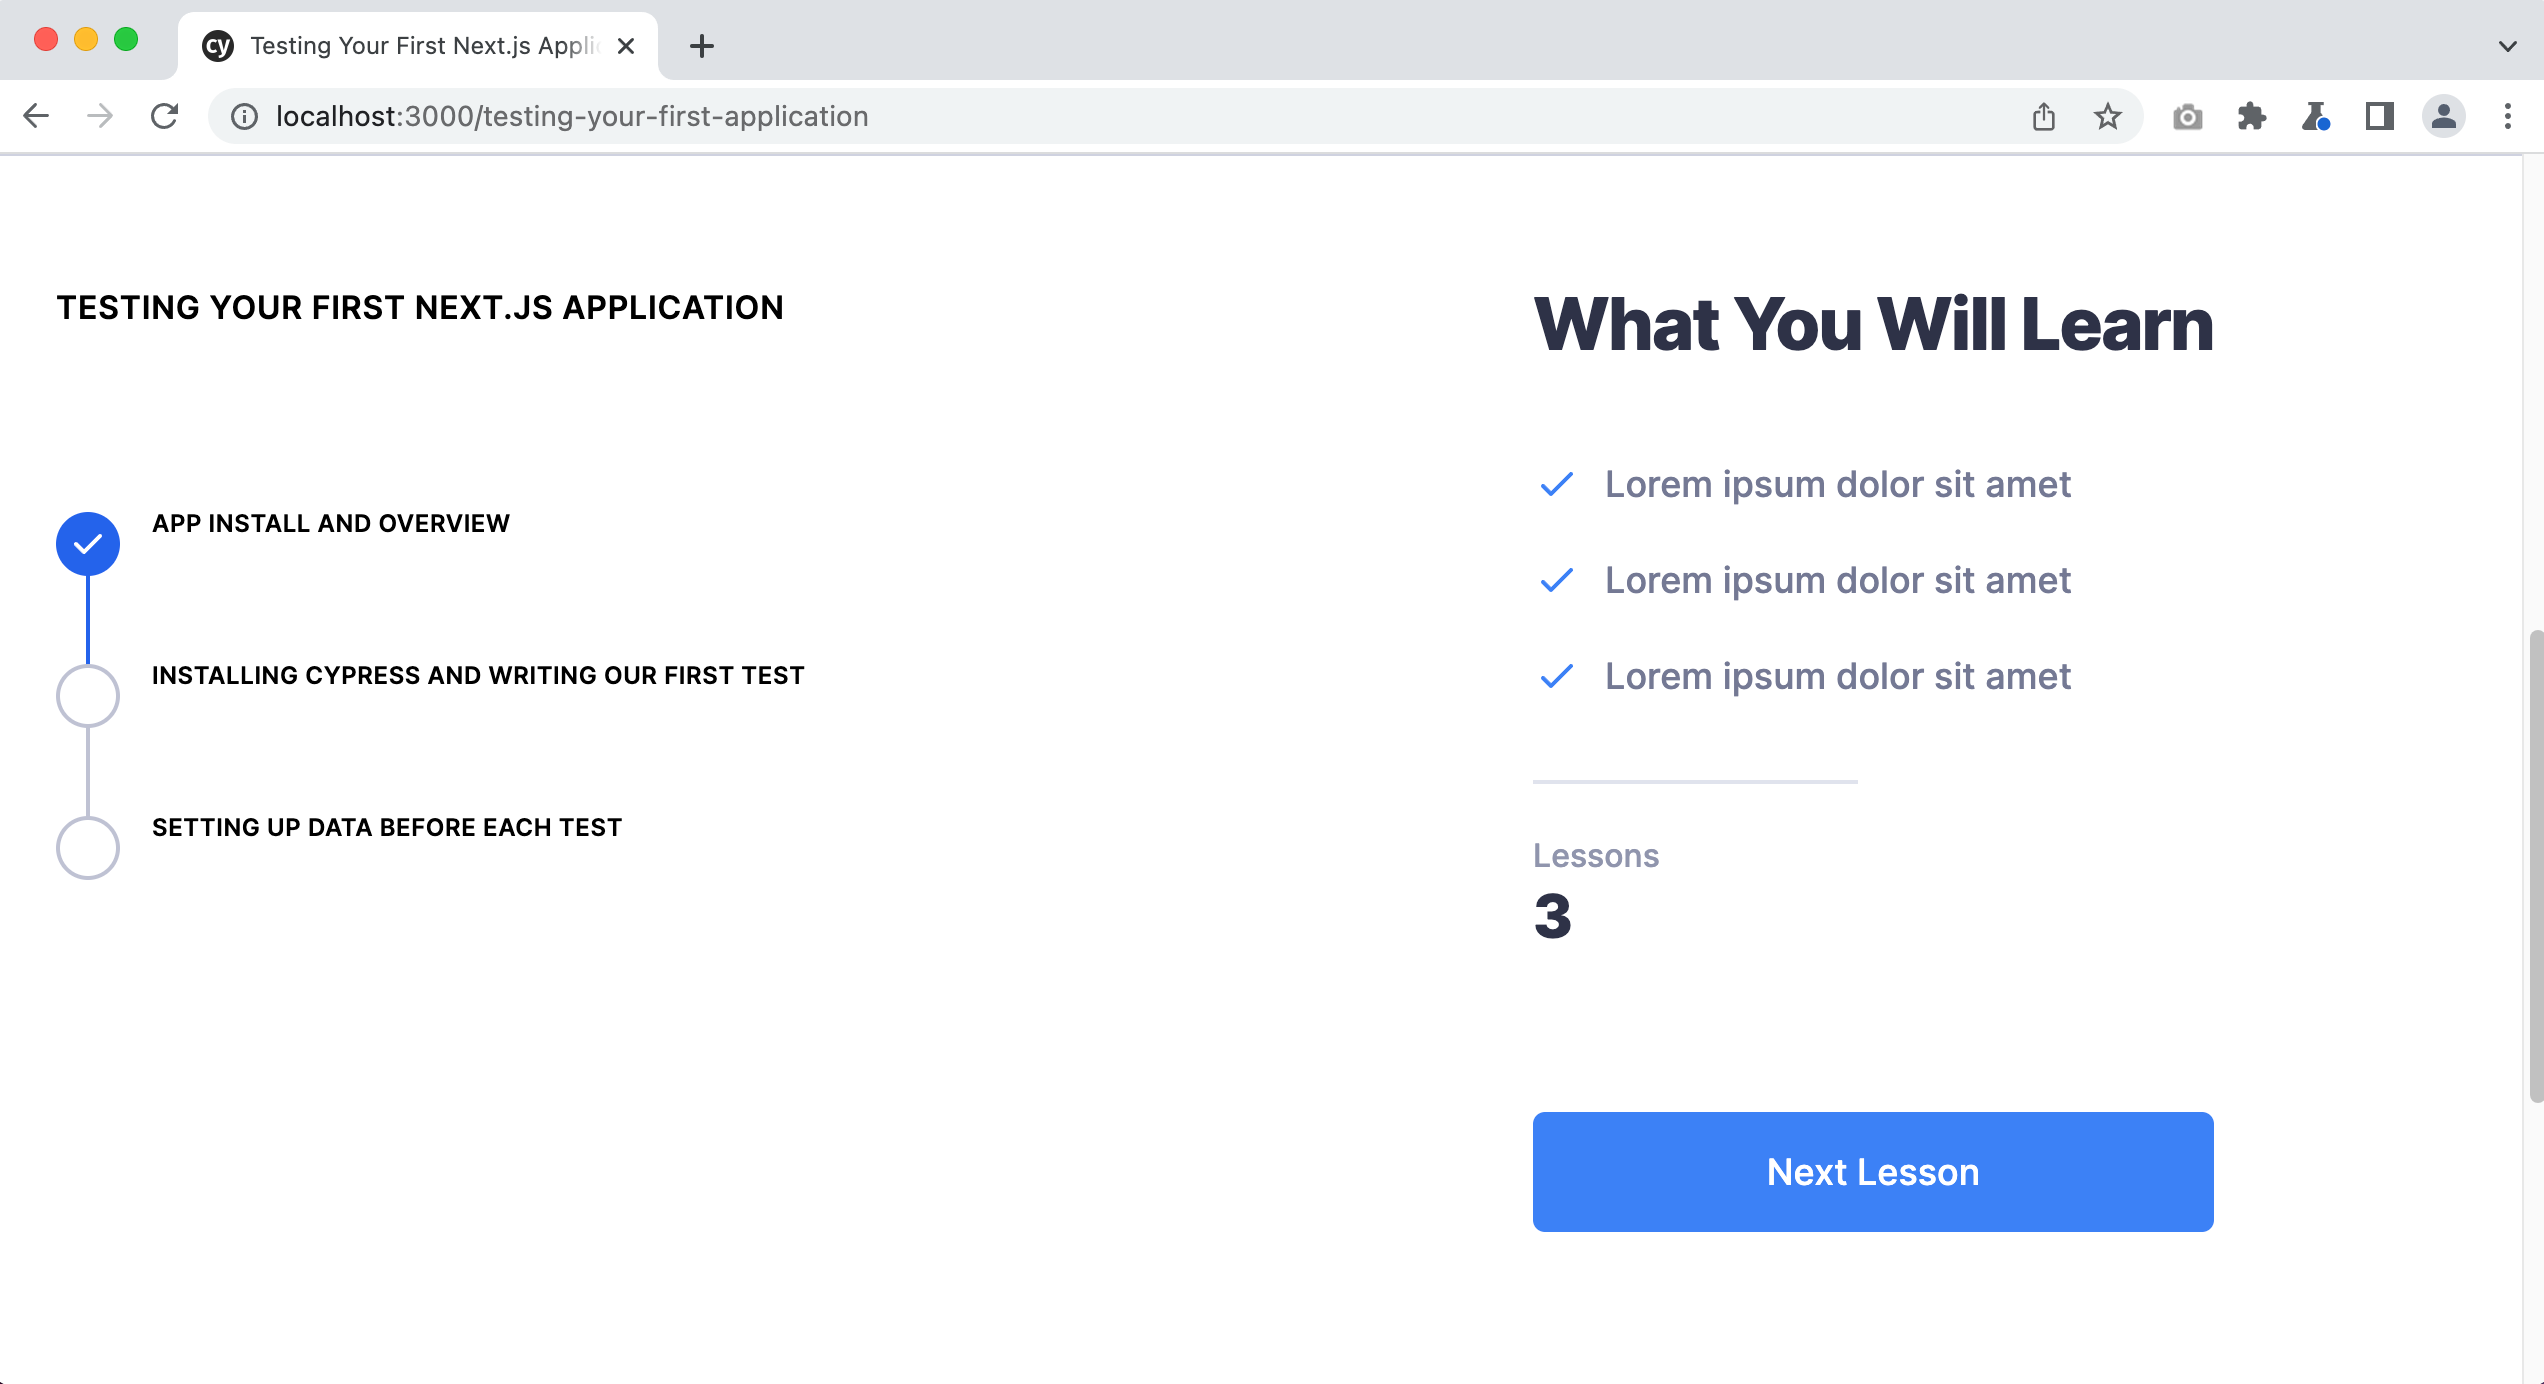 cy Testing Your First Next.js Appli
localhost:3000/testing-your-first-application
TESTING YOUR FIRST NEXT.JS APPLICATION
APP INSTALL AND OVERVIEW
INSTALLING CYPRESS AND WRITING OUR FIRST TEST
SETTING UP DATA BEFORE EACH TEST
What You Will Learn
Lorem ipsum dolor sit amet
Lorem ipsum dolor sit amet
Lorem ipsum dolor sit amet
Lessons
3
Next Lesson